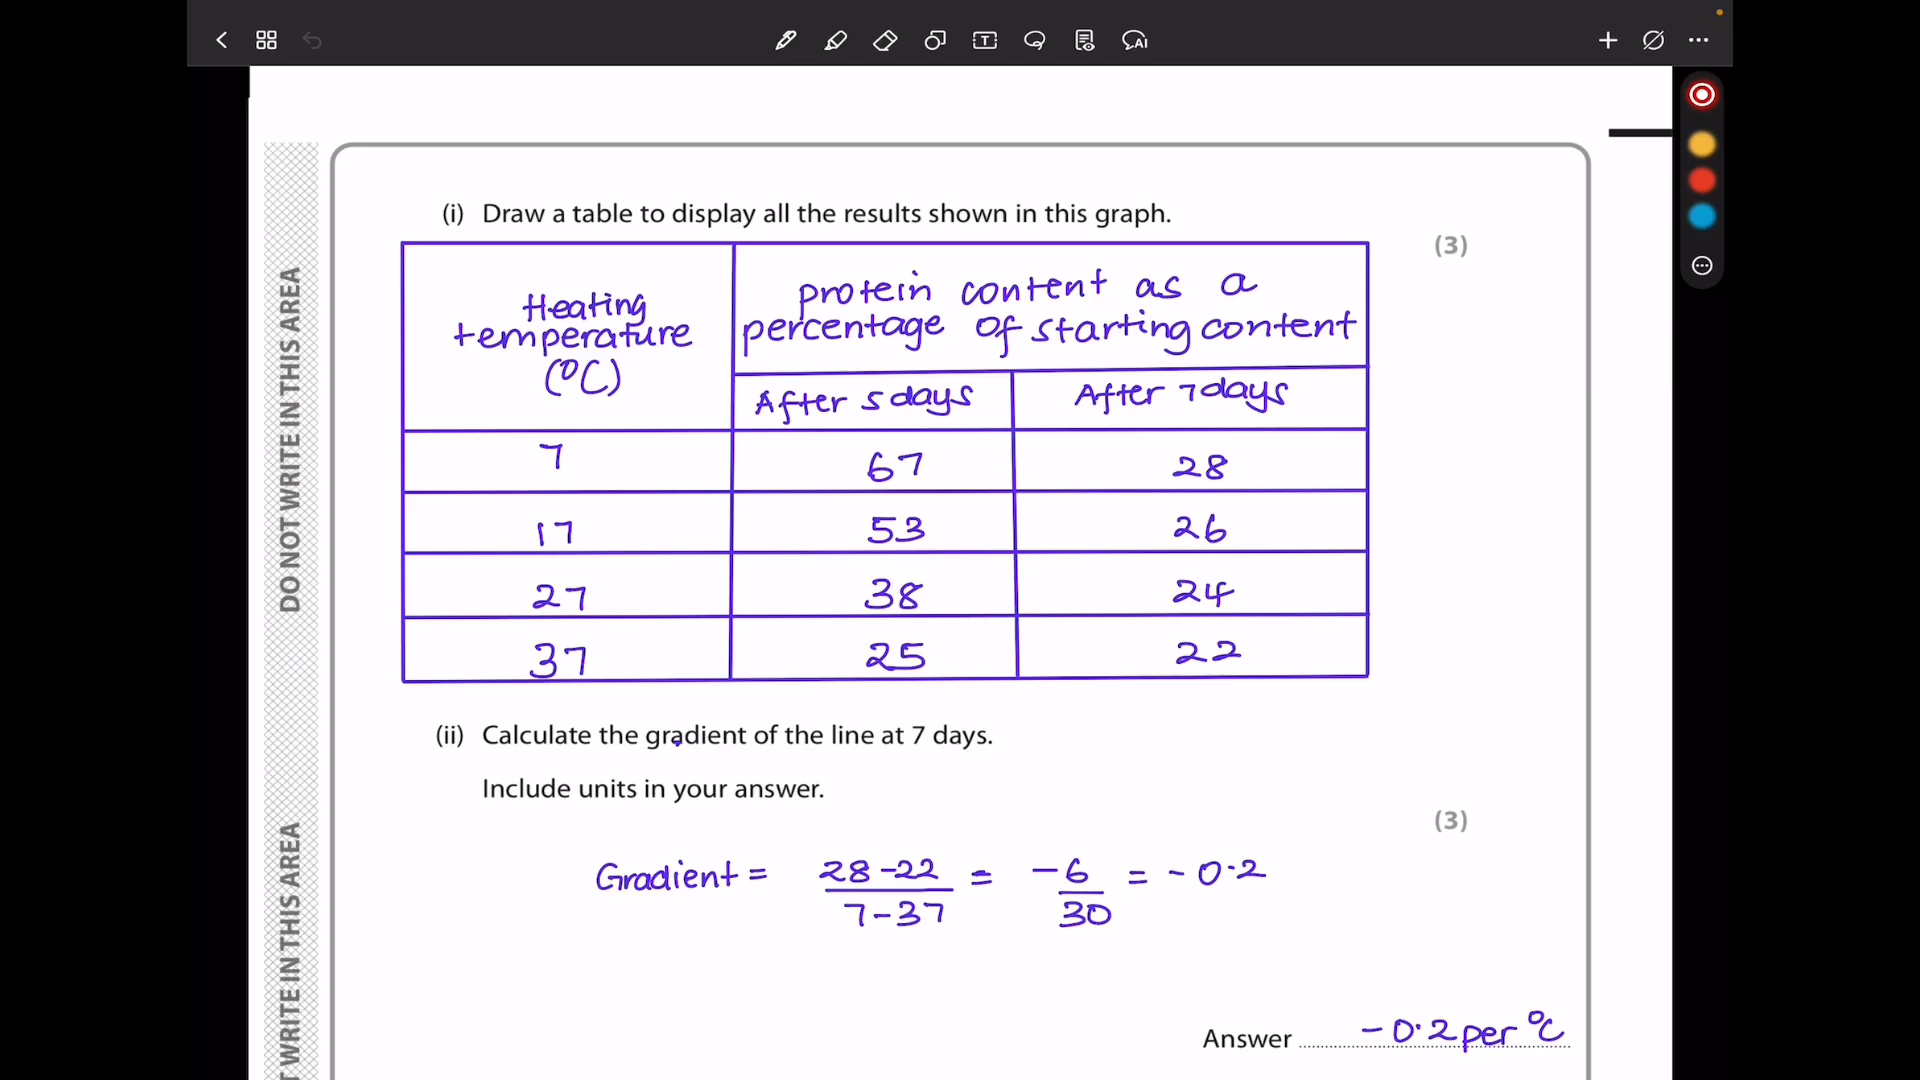 T
AI
(i) Draw a table to display all the results shown in this graph.
(3)
Heating
temperature
(°C)
protein content as a
percentage of starting content
After 5 days
After 7 days
7
67
28
17
53
26
27
38
24
37
25
22
(ii) Calculate the gradient of the line at 7 days.
Include units in your answer.
(3)
Gradient = 28-22 / 7-37 = -6 / 30 = -0.2
Answer -0.2 per °C
DO NOT WRITE IN THIS AREA
T WRITE IN THIS AREA